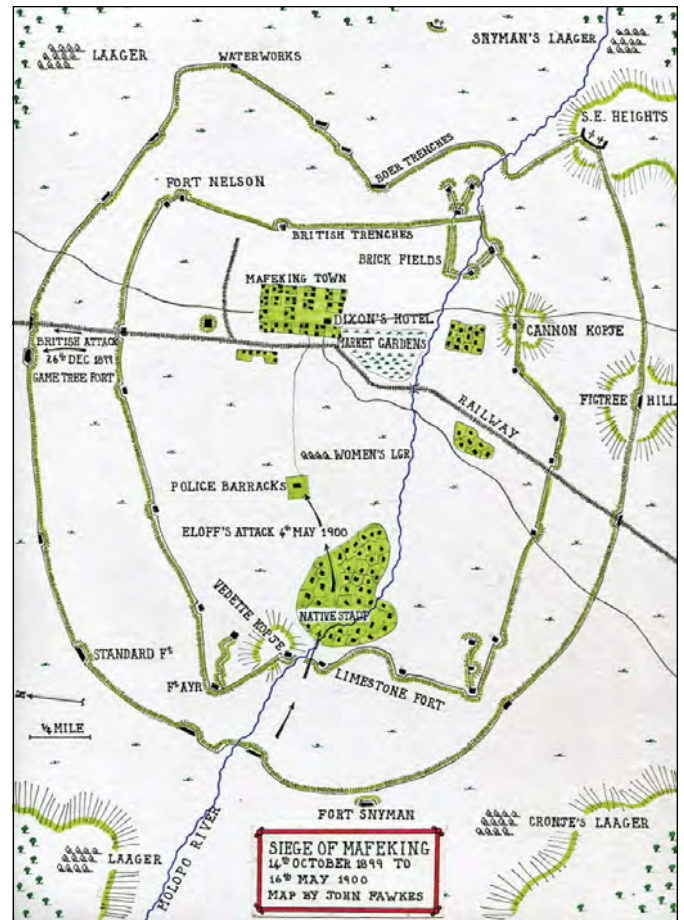 SNYMAN'S LAAGER
LAAGER
WATERWORKS
S.E. HEIGHTS
BOER TRENCHES
FORT NELSON
BRITISH TRENCHES
BRICK FIELDS
MAFEKING TOWN
DIXON'S HOTEL
CANNON KOPJE
BRITISH ATTACK
26th DEC 1899
GAME TREE FORT
MARKET GARDENS
FIGTREE HILL
RAILWAY
WOMEN'S LGR
POLICE BARRACKS
ELOFF'S ATTACK 4th MAY 1900
VEDETTE KOPJE
NATIVE STADT
STANDARD Ft
Ft AYR
LIMESTONE FORT
N
¼ MILE
FORT SNYMAN
CRONJE'S LAAGER
LAAGER
MOLOPO RIVER
SIEGE OF MAFEKING
14th OCTOBER 1899 TO
16th MAY 1900
MAP BY JOHN FAWKES